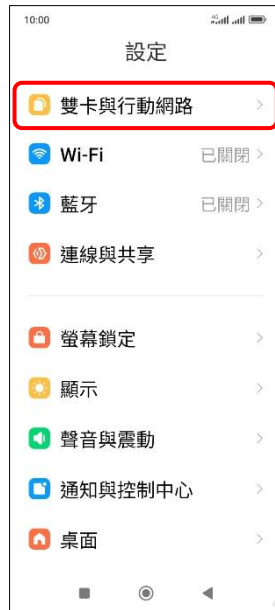 10:00
4G
設定
雙卡與行動網路
Wi-Fi 已關閉
藍牙 已關閉
連線與共享
螢幕鎖定
顯示
聲音與震動
通知與控制中心
桌面